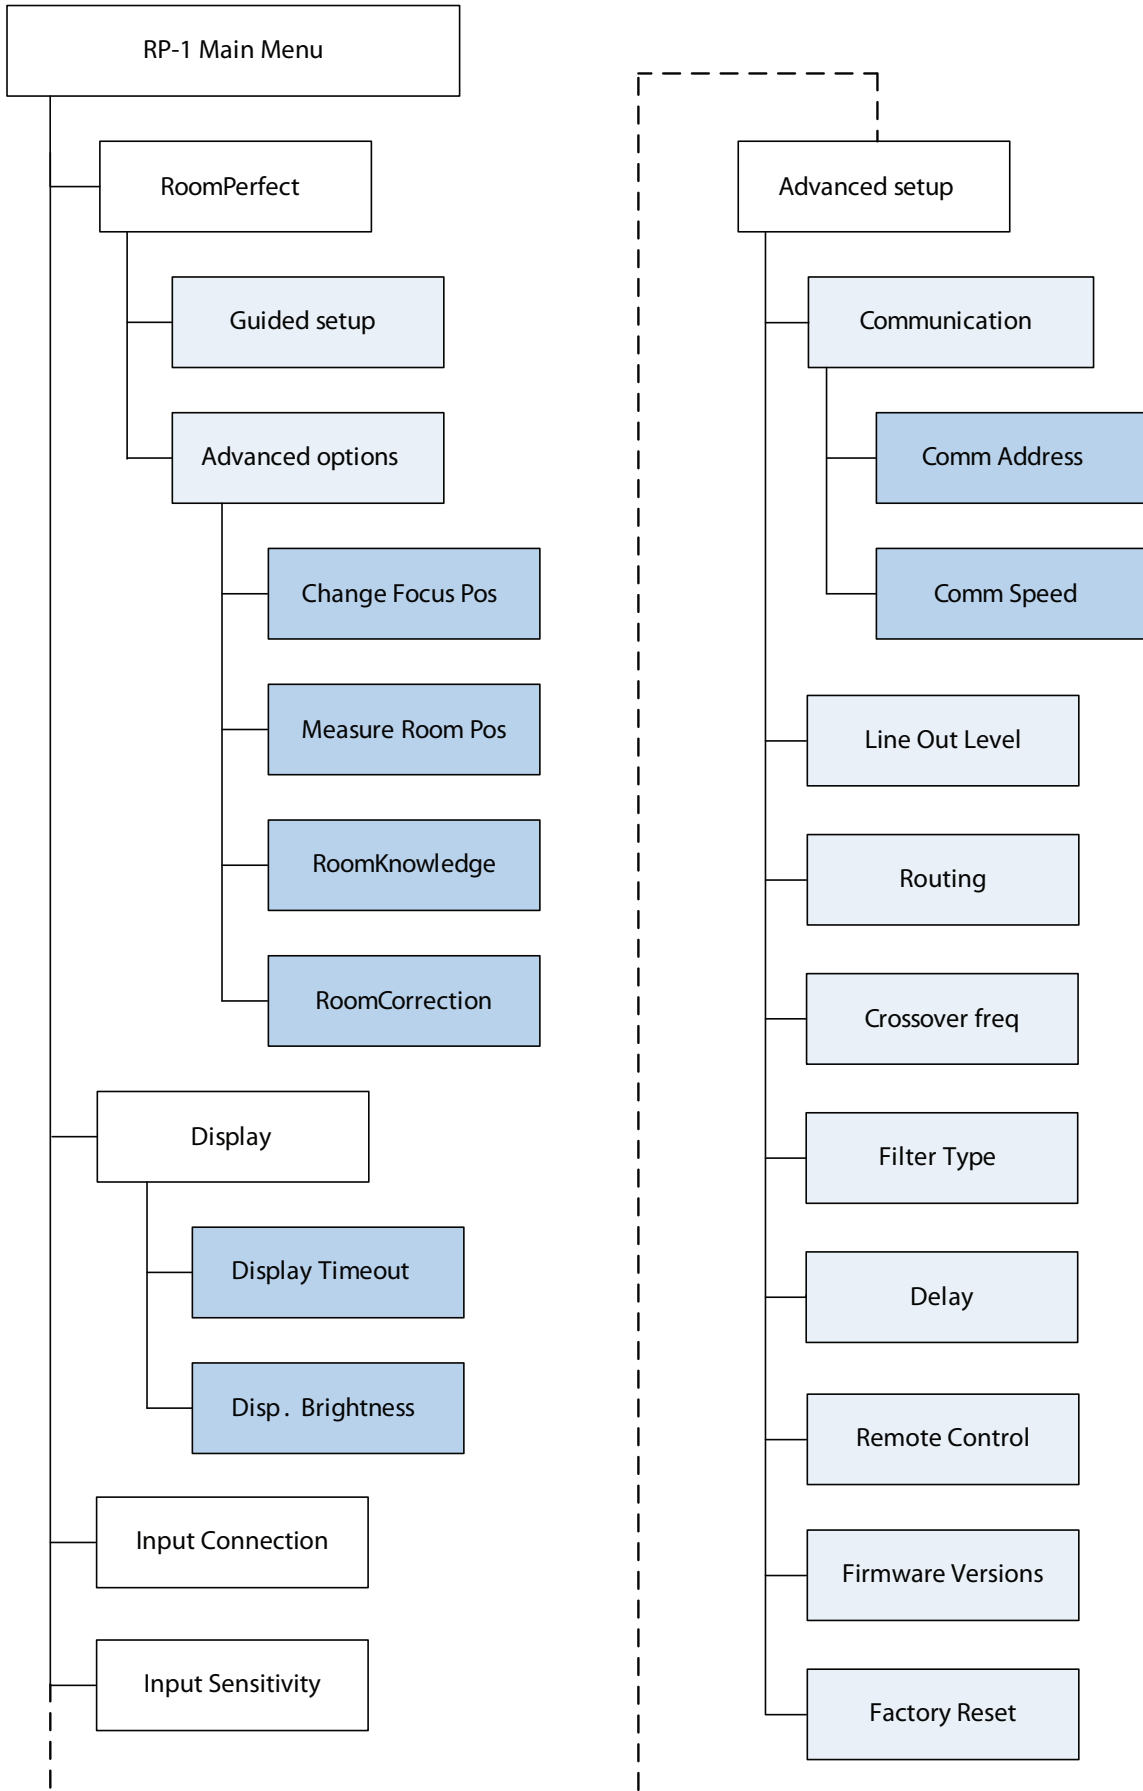 RP-1 Main Menu
RoomPerfect
Guided setup
Advanced options
Change Focus Pos
Measure Room Pos
RoomKnowledge
RoomCorrection
Display
Display Timeout
Disp. Brightness
Input Connection
Input Sensitivity
Advanced setup
Communication
Comm Address
Comm Speed
Line Out Level
Routing
Crossover freq
Filter Type
Delay
Remote Control
Firmware Versions
Factory Reset